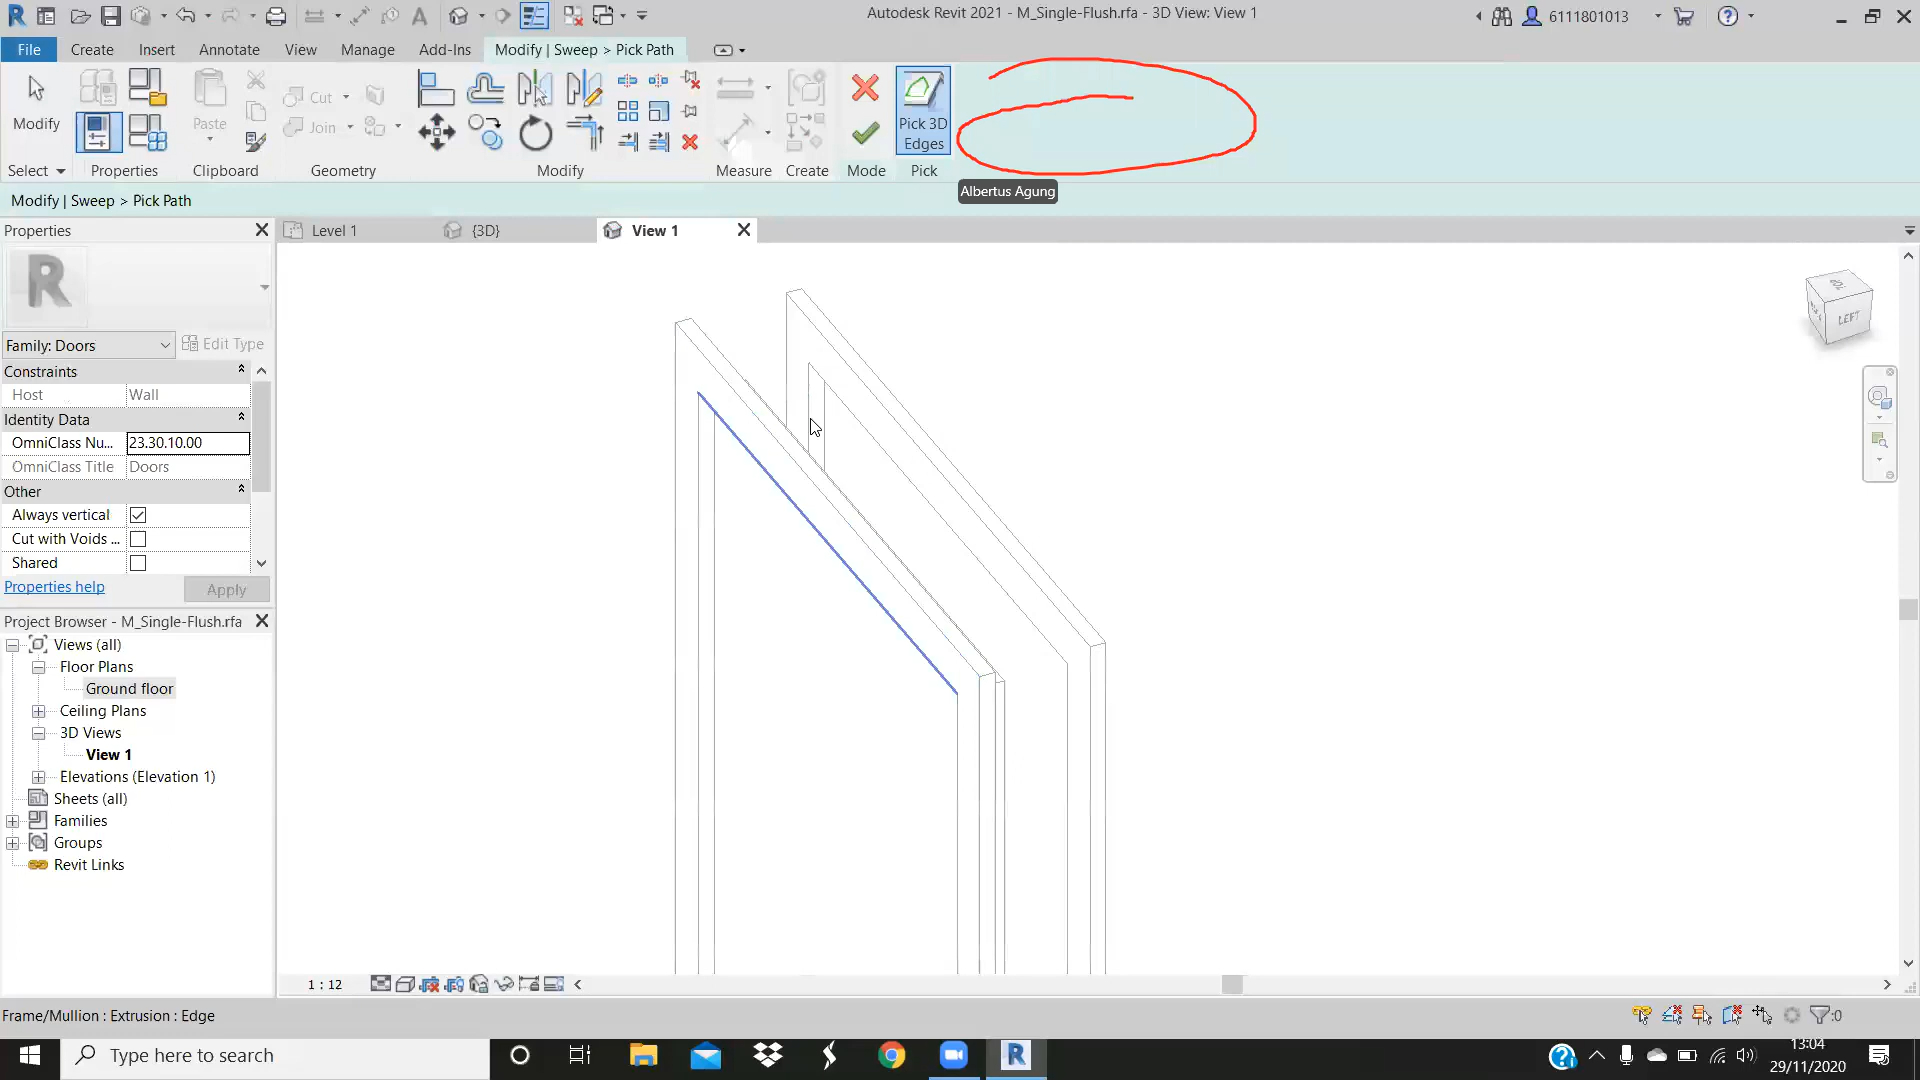 Autodesk Revit 2021 - M_Single-Flush.rfa - 3D View: View 1
6111801013
File Create Insert Annotate View Manage Add-Ins Modify | Sweep > Pick Path
Modify
Paste
Cut
Join
Pick 3D
Edges
Select Properties Clipboard Geometry Modify Measure Create Mode Pick
Albertus Agung
Modify | Sweep > Pick Path
Properties
Level 1
{3D}
View 1
Family: Doors
Edit Type
Constraints
Host Wall
Identity Data
OmniClass Nu... 23.30.10.00
OmniClass Title Doors
Other
Always vertical
Cut with Voids ...
Shared
Properties help
Apply
Project Browser - M_Single-Flush.rfa
Views (all)
Floor Plans
Ground floor
Ceiling Plans
3D Views
View 1
Elevations (Elevation 1)
Sheets (all)
Families
Groups
Revit Links
LEFT
1 : 12
Frame/Mullion : Extrusion : Edge
:0
Type here to search
13:04
29/11/2020